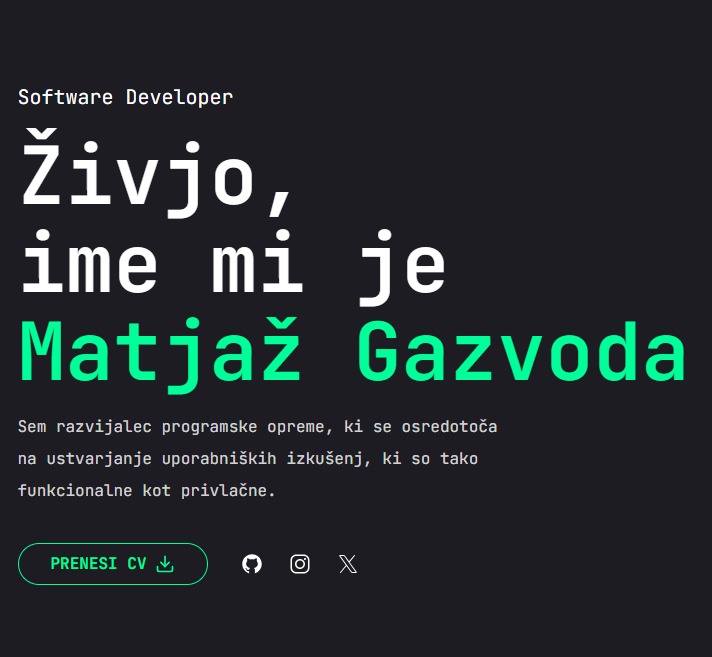 Software Developer
Živjo,
ime mi je
Matjaž Gazvoda
Sem razvijalec programske opreme, ki se osredotoča
na ustvarjanje uporabniških izkušenj, ki so tako
funkcionalne kot privlačne.
PRENESI CV